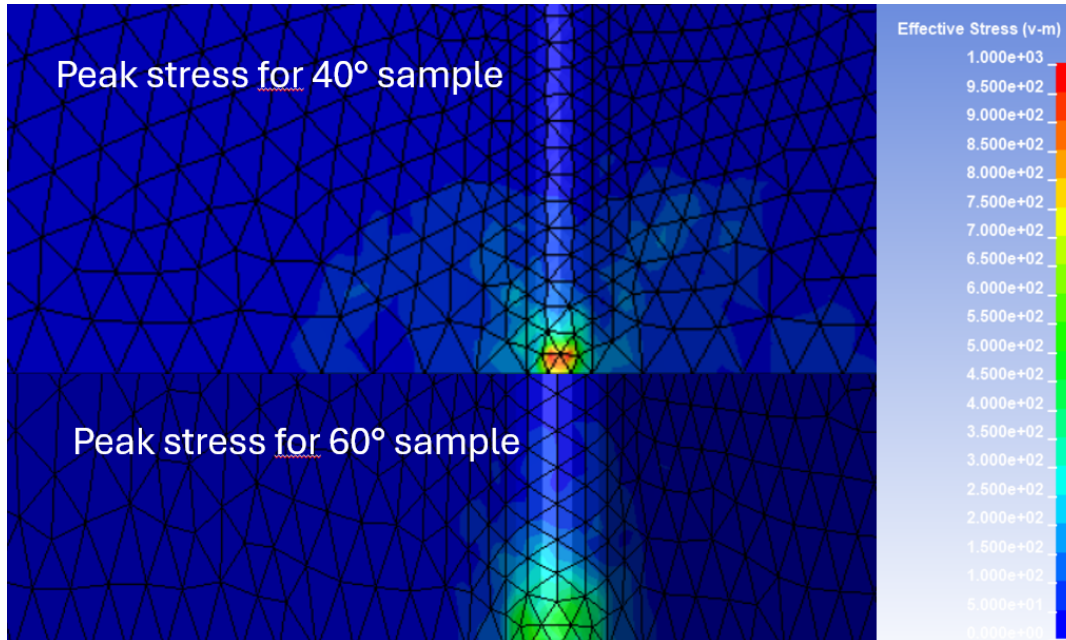 Peak stress for 40° sample
Peak stress for 60° sample
Effective Stress (v-m)
1.000e+03
9.500e+02
9.000e+02
8.500e+02
8.000e+02
7.500e+02
7.000e+02
6.500e+02
6.000e+02
5.500e+02
5.000e+02
4.500e+02
4.000e+02
3.500e+02
3.000e+02
2.500e+02
2.000e+02
1.500e+02
1.000e+02
5.000e+01
0.000e+00